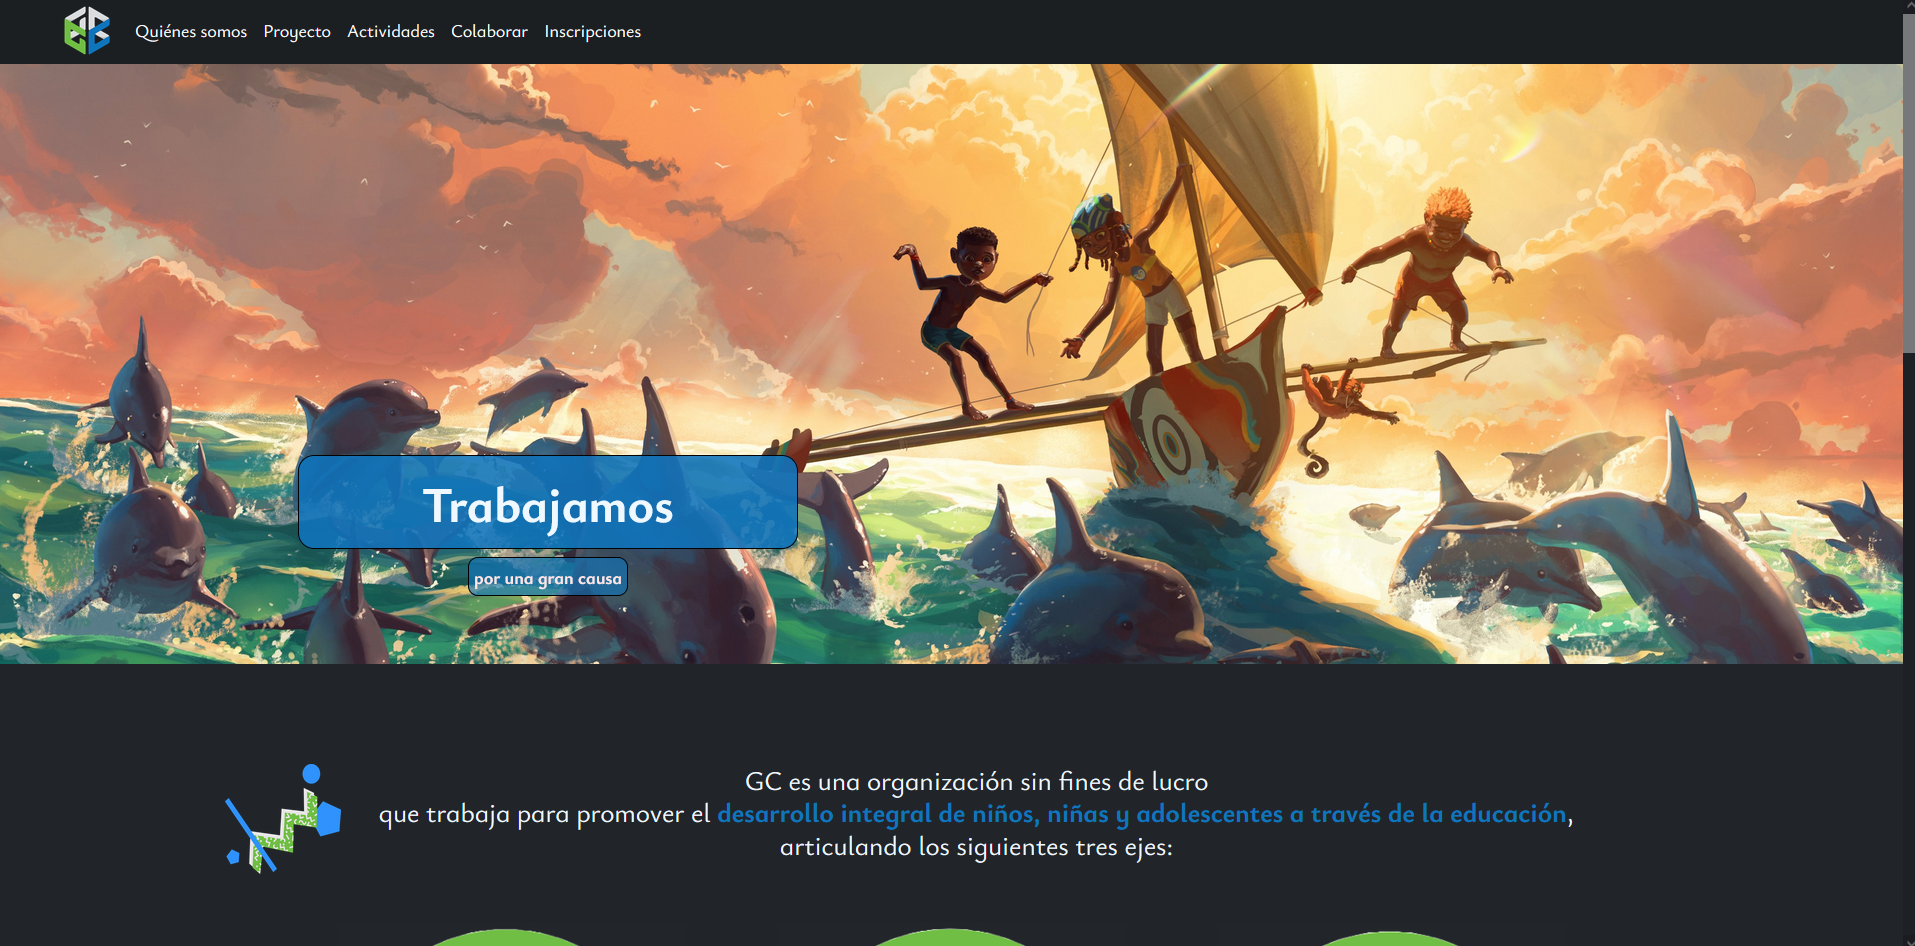 Quiénes somos Proyecto Actividades Colaborar Inscripciones
Trabajamos
por una gran causa
GC es una organización sin fines de lucro
que trabaja para promover el desarrollo integral de niños, niñas y adolescentes a través de la educación,
articulando los siguientes tres ejes: